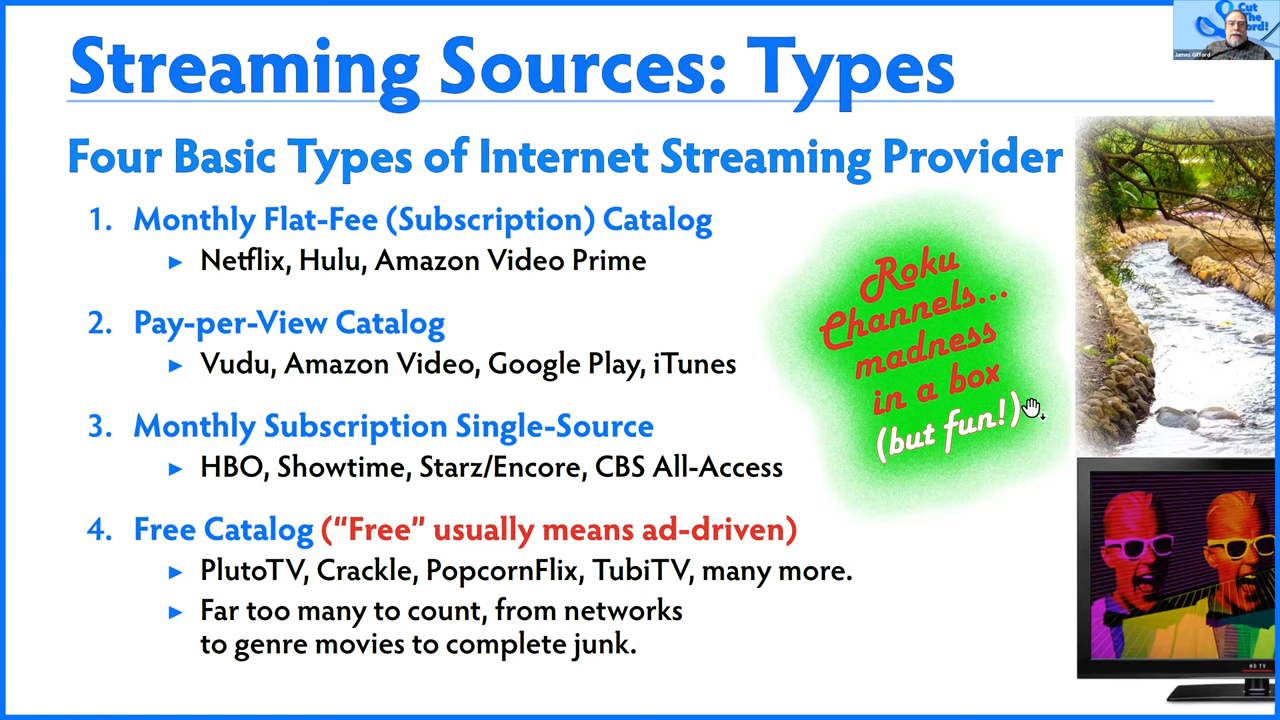 Streaming Sources: Types
Cut
The
Cord!
James Gifford
Four Basic Types of Internet Streaming Provider
1. Monthly Flat-Fee (Subscription) Catalog
► Netflix, Hulu, Amazon Video Prime
2. Pay-per-View Catalog
► Vudu, Amazon Video, Google Play, iTunes
3. Monthly Subscription Single-Source
► HBO, Showtime, Starz/Encore, CBS All-Access
4. Free Catalog (“Free” usually means ad-driven)
► PlutoTV, Crackle, PopcornFlix, TubiTV, many more.
► Far too many to count, from networks
to genre movies to complete junk.
Roku
Channels...
madness
in a box
(but fun!)
HD TV